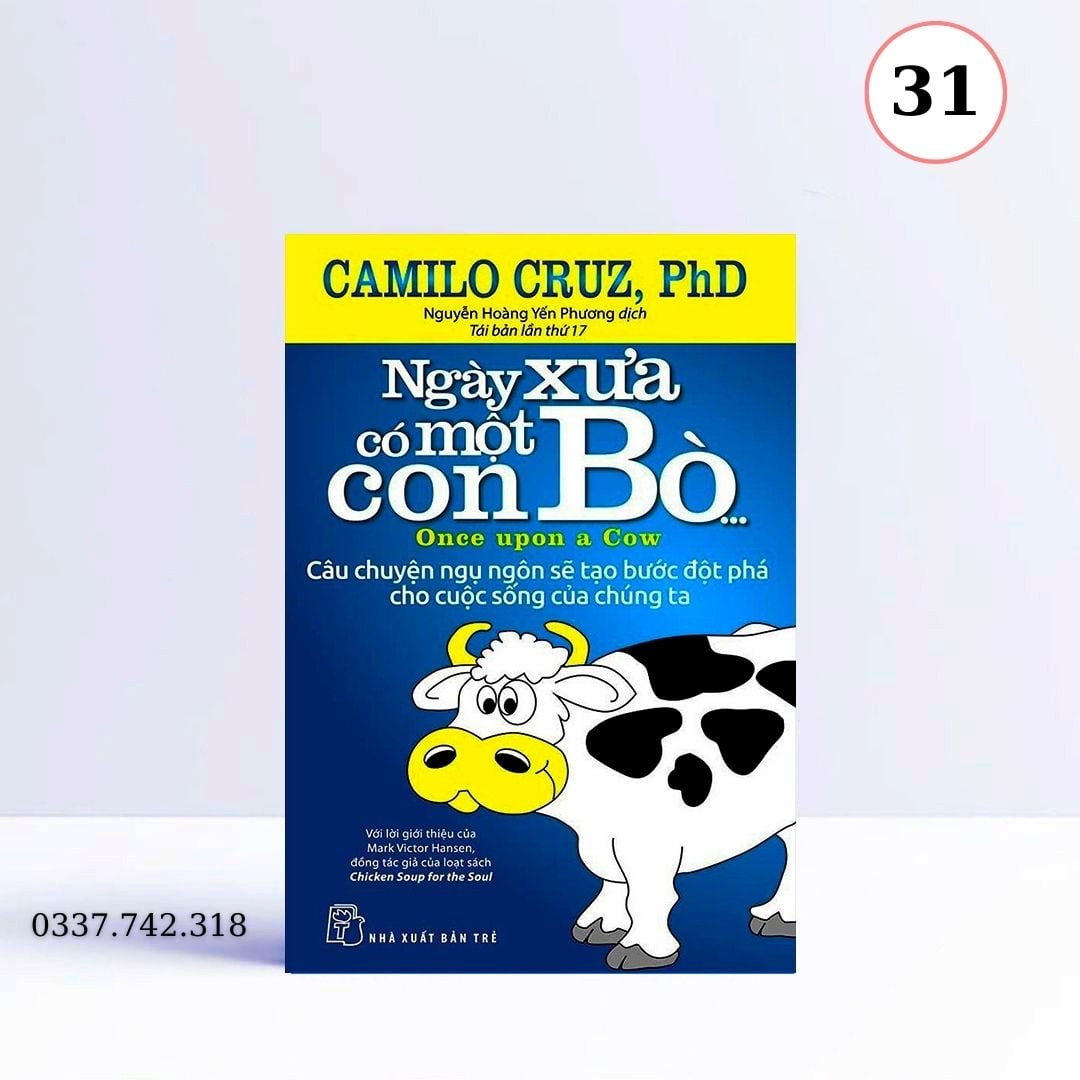 31
CAMILO CRUZ, PhD
Nguyễn Hoàng Yến Phương dịch
Tái bản lần thứ 17
Ngày xưa
có một
con Bò...
Once upon a Cow
Câu chuyện ngụ ngôn sẽ tạo bước đột phá
cho cuộc sống của chúng ta
Với lời giới thiệu của
Mark Victor Hansen,
đồng tác giả của loạt sách
Chicken Soup for the Soul
NHÀ XUẤT BẢN TRẺ
0337.742.318